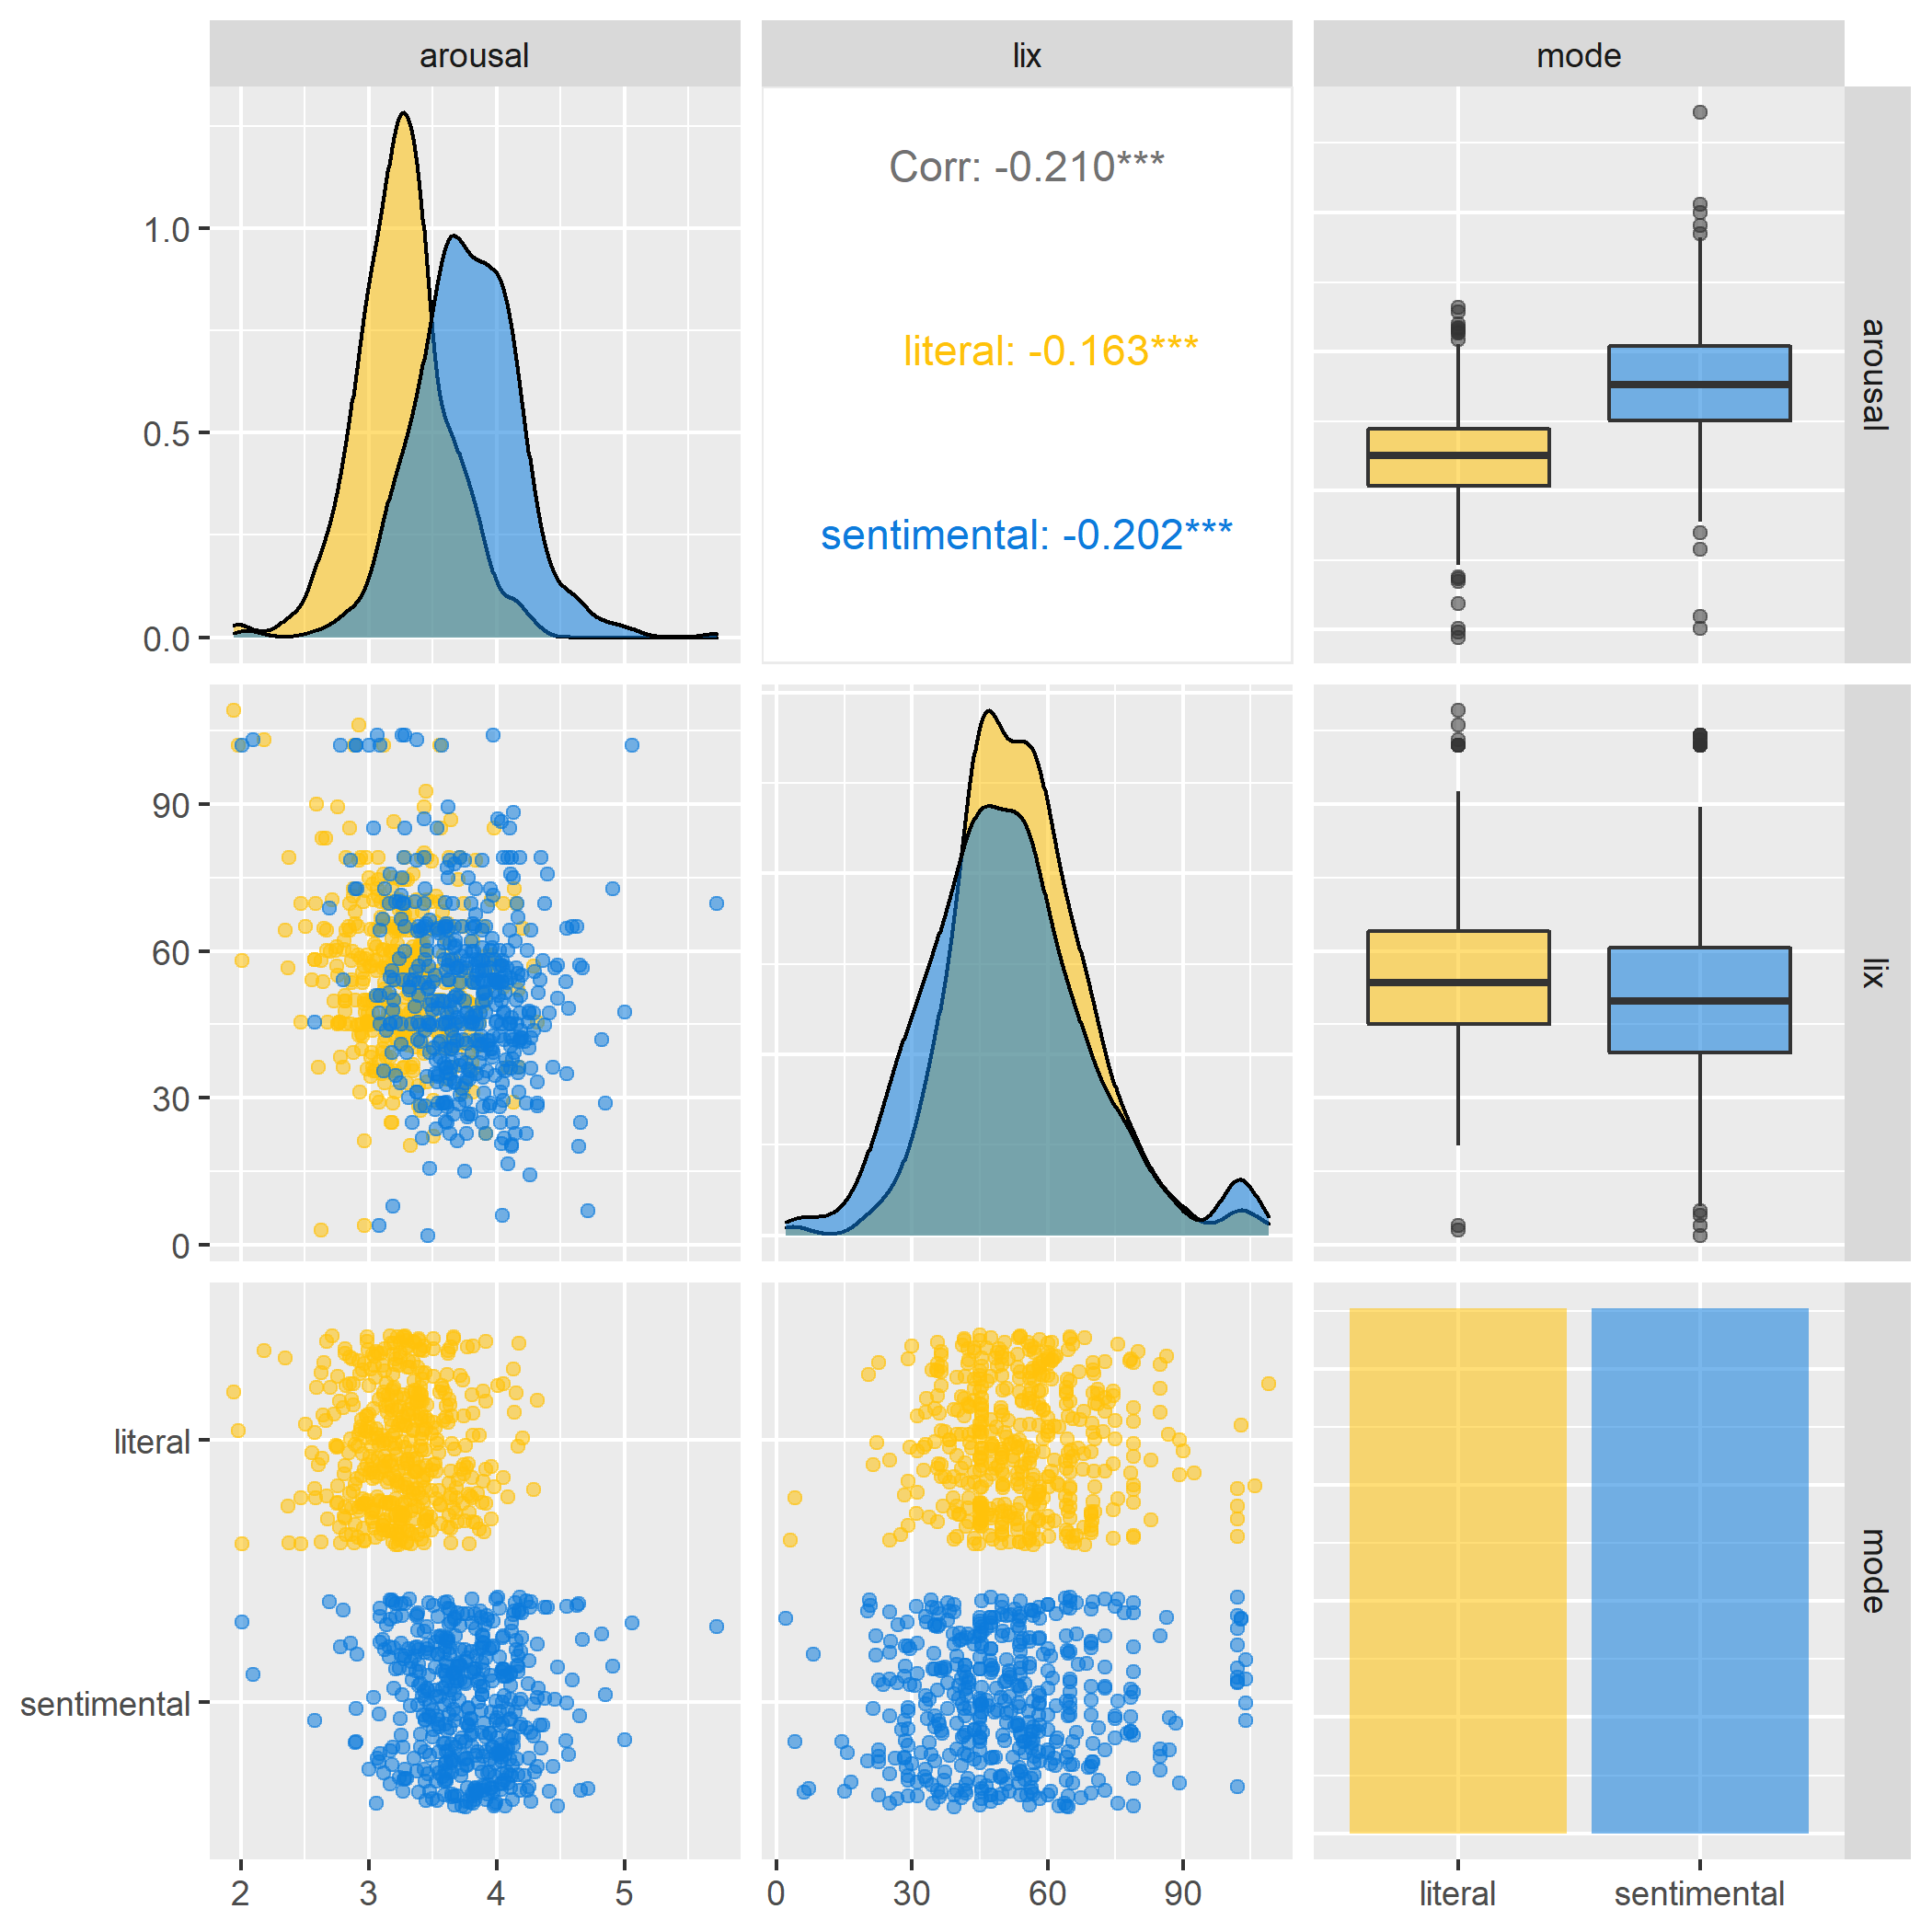 arousal lix mode
Corr: -0.210***
literal: -0.163***
sentimental: -0.202***
1.0
0.5
0.0
arousal
90
60
30
0
lix
literal
sentimental
mode
2 3 4 5 0 30 60 90 literal sentimental